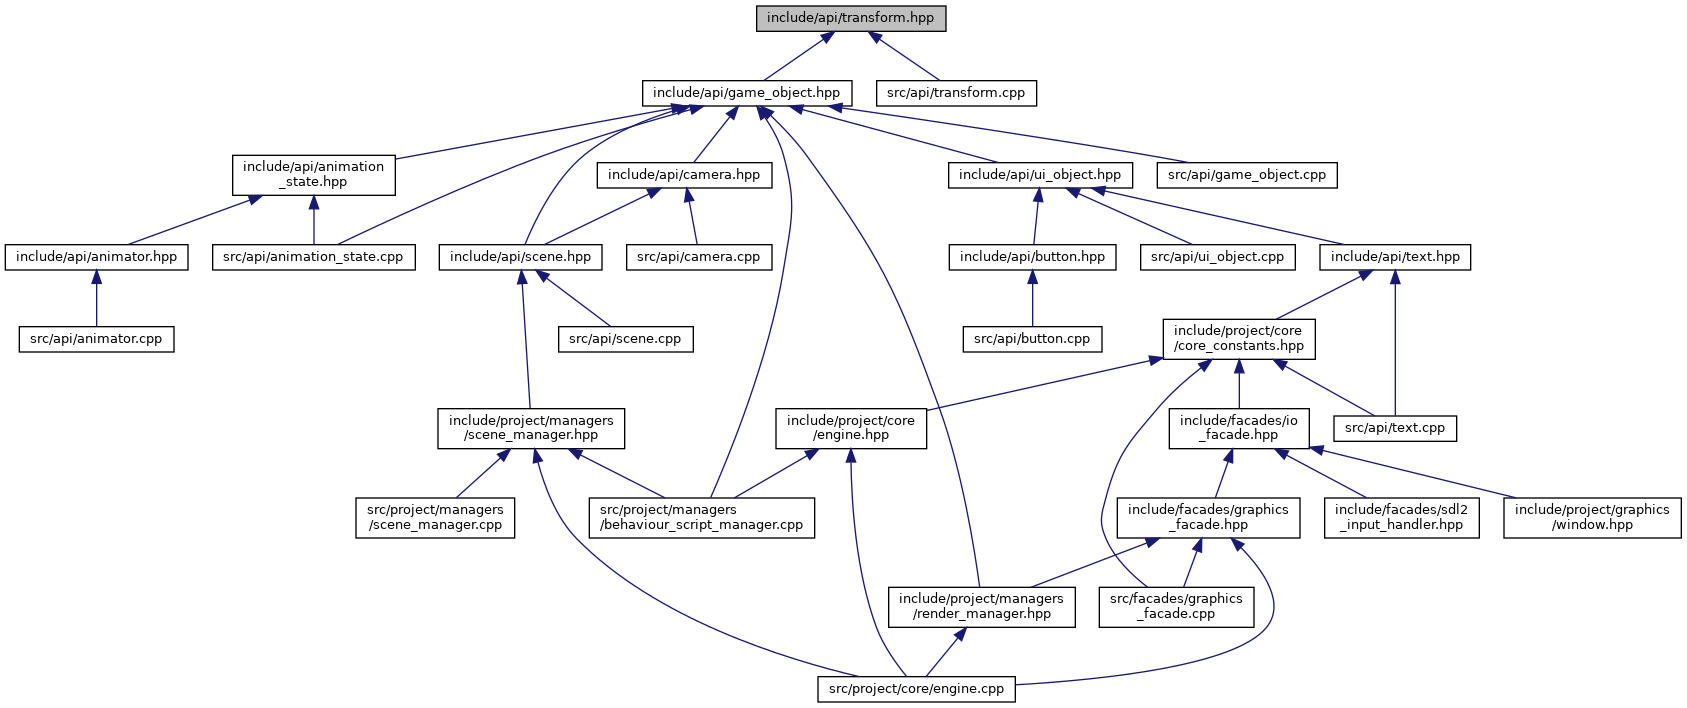 include/api/transform.hpp
include/api/game_object.hpp
src/api/transform.cpp
include/api/animation
_state.hpp
include/api/camera.hpp
include/api/ui_object.hpp
src/api/game_object.cpp
include/api/animator.hpp
src/api/animation_state.cpp
include/api/scene.hpp
src/api/camera.cpp
include/api/button.hpp
src/api/ui_object.cpp
include/api/text.hpp
src/api/animator.cpp
src/api/scene.cpp
src/api/button.cpp
include/project/core
/core_constants.hpp
include/project/managers
/scene_manager.hpp
include/project/core
/engine.hpp
include/facades/io
_facade.hpp
src/api/text.cpp
src/project/managers
/scene_manager.cpp
src/project/managers
/behaviour_script_manager.cpp
include/facades/graphics
_facade.hpp
include/facades/sdl2
_input_handler.hpp
include/project/graphics
/window.hpp
include/project/managers
/render_manager.hpp
src/facades/graphics
_facade.cpp
src/project/core/engine.cpp